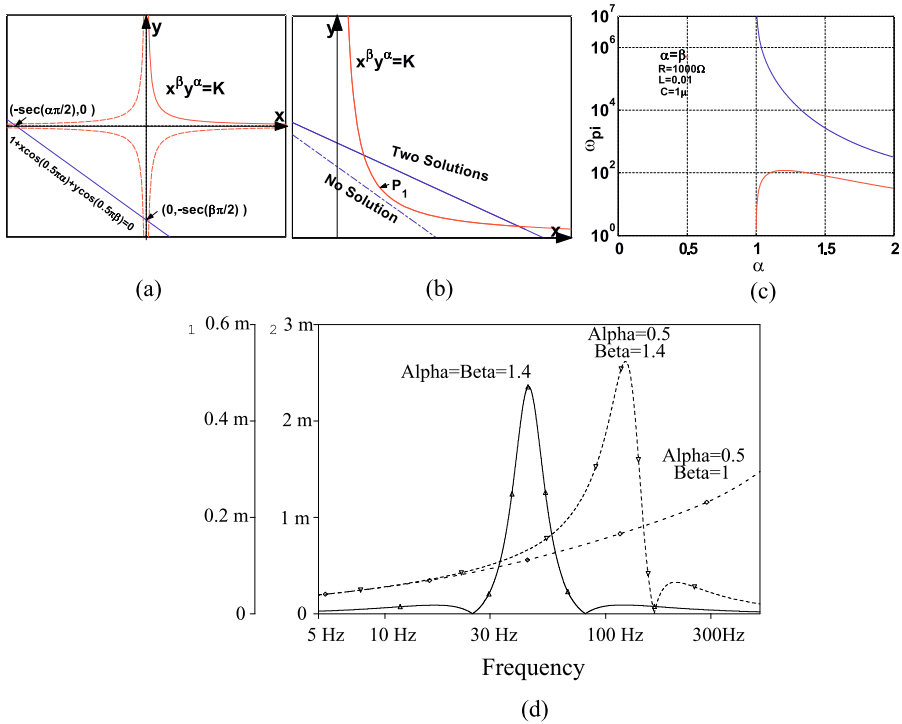 y
x^βy^α=K
x
(-sec(απ/2),0 )
1+xcos(0.5πα)+ycos(0.5πβ)=0
(0,-sec(βπ/2) )
(a)
y
x^βy^α=K
Two Solutions
P_1
No Solution
x
(b)
10^7
10^6
10^4
10^2
10^0
ω_pi
α=β
R=1000Ω
L=0.01
C=1μ
0
0.5
1
1.5
2
α
(c)
1
0.6 m
0.4 m
0.2 m
0
2
3 m
2 m
1 m
0
Alpha=Beta=1.4
Alpha=0.5
Beta=1.4
Alpha=0.5
Beta=1
5 Hz
10 Hz
30 Hz
100 Hz
300Hz
Frequency
(d)